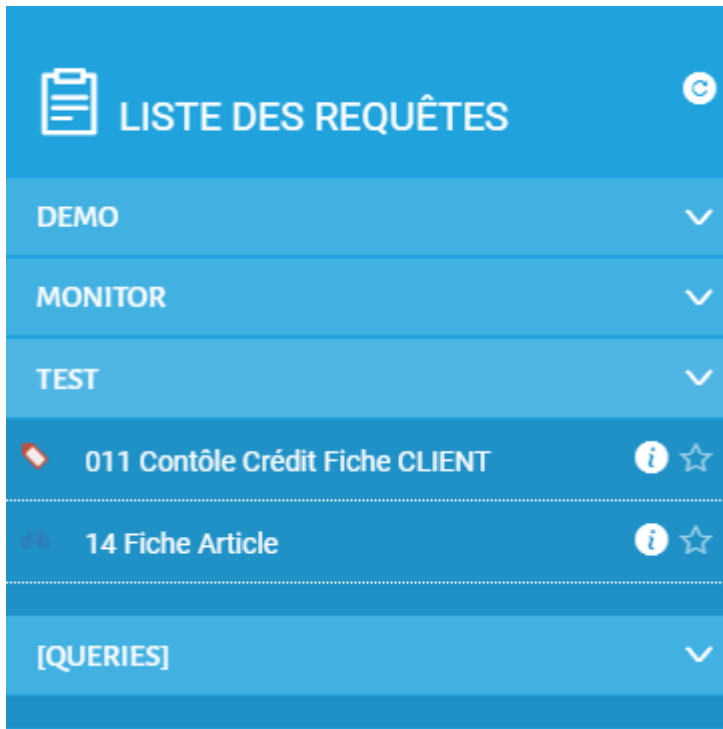 LISTE DES REQUÊTES
DEMO
MONITOR
TEST
011 Contôle Crédit Fiche CLIENT
14 Fiche Article
[QUERIES]